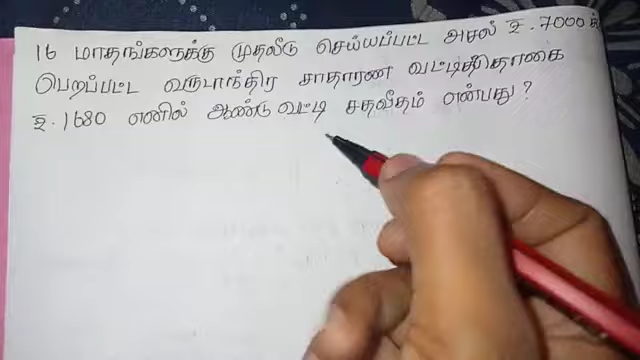 16 மாதங்களுக்கு முதலீடு செய்யப்பட்ட அசல் ரூ. 7000 க்
பெறப்பட்ட வருடாந்திர சாதாரண வட்டித்தொகை
ரூ. 1680 எனில் ஆண்டு வட்டி சதவீதம் என்பது?